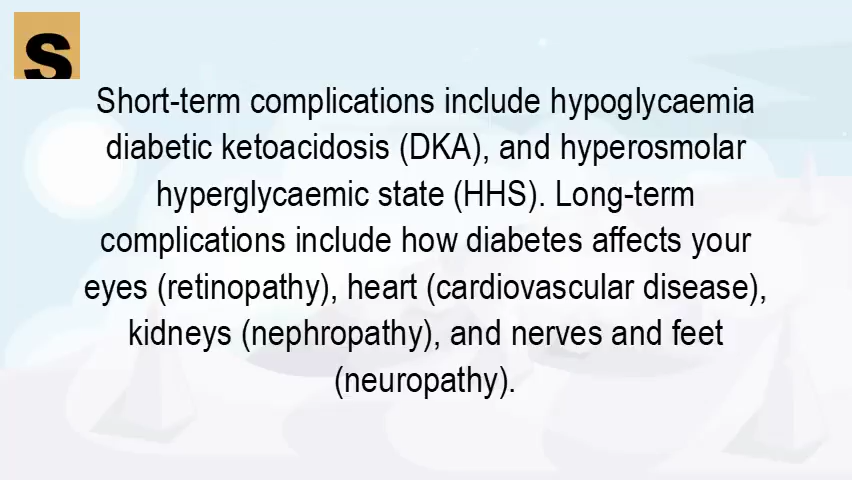 S
Short-term complications include hypoglycaemia
diabetic ketoacidosis (DKA), and hyperosmolar
hyperglycaemic state (HHS). Long-term
complications include how diabetes affects your
eyes (retinopathy), heart (cardiovascular disease),
kidneys (nephropathy), and nerves and feet
(neuropathy).